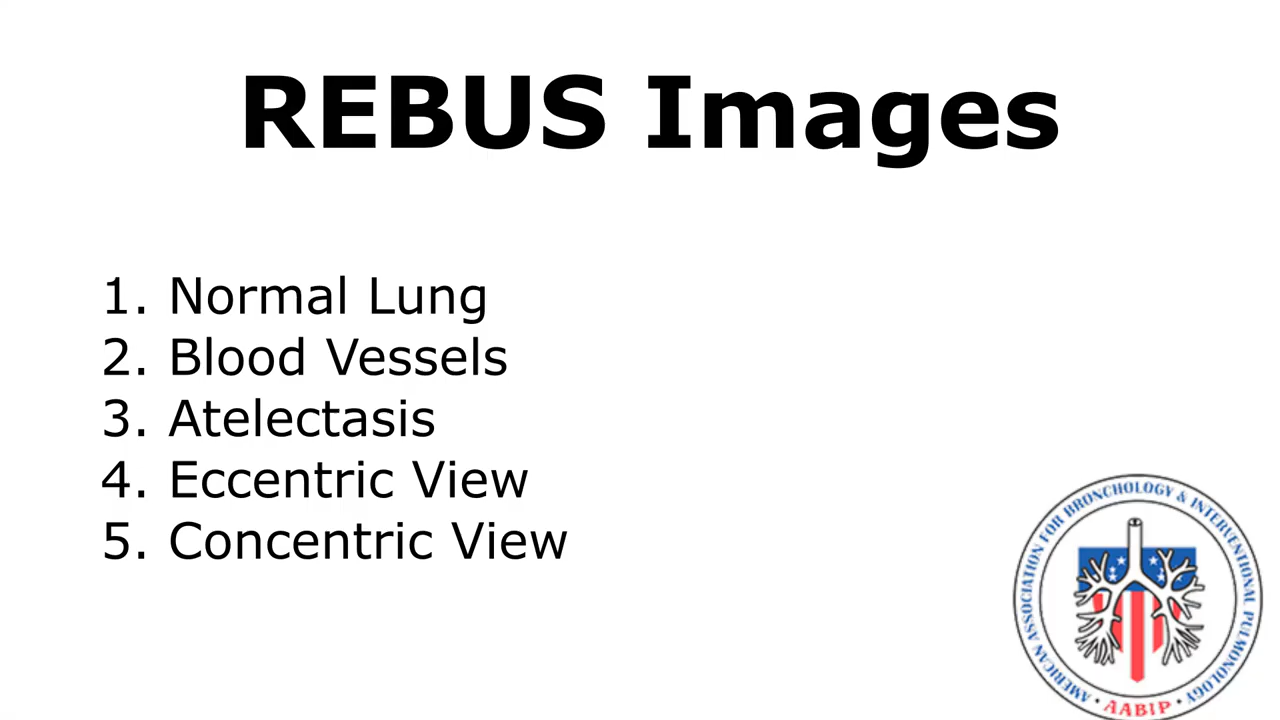 REBUS Images
1. Normal Lung
2. Blood Vessels
3. Atelectasis
4. Eccentric View
5. Concentric View
AMERICAN ASSOCIATION FOR BRONCHOLOGY & INTERVENTIONAL PULMONOLOGY
• AABIP •